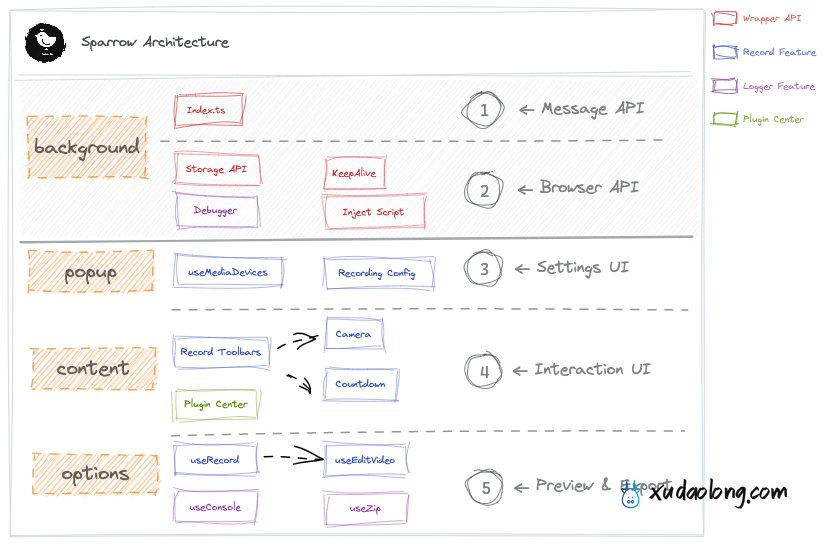 Sparrow Architecture
Wrapper API
Record Feature
Logger Feature
Plugin Center
background
Index.ts
1
Message API
Storage API
KeepAlive
Debugger
Inject Script
2
Browser API
popup
useMediaDevices
Recording Config
3
Settings UI
content
Record Toolbars
Camera
Countdown
Plugin Center
4
Interaction UI
options
useRecord
useEditVideo
useConsole
useZip
5
Preview & Export
xudaolong.com